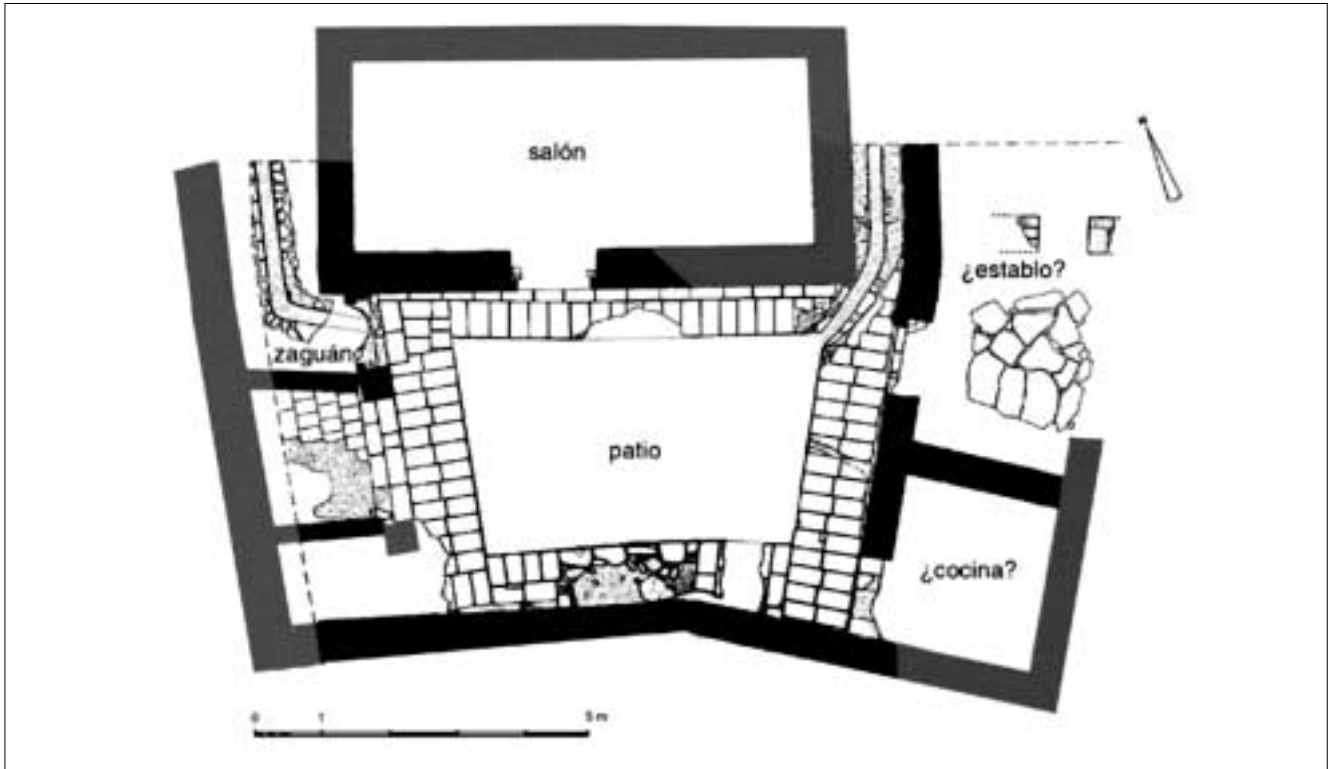 salón
¿establo?
zaguán
patio
¿cocina?
0 1 5 m